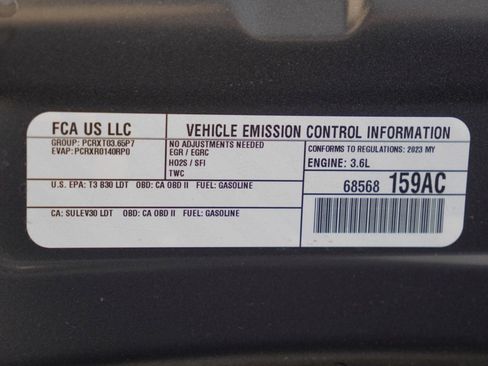 FCA US LLC
VEHICLE EMISSION CONTROL INFORMATION
GROUP: PCRXT03.65P7
EVAP: PCRXR0140RP0
NO ADJUSTMENTS NEEDED
EGR / EGRC
HO2S / SFI
TWC
CONFORMS TO REGULATIONS: 2023 MY
ENGINE: 3.6L
U.S. EPA: T3 B30 LDT OBD: CA OBD II FUEL: GASOLINE
68568 159AC
CA: SULEV30 LDT OBD: CA OBD II FUEL: GASOLINE